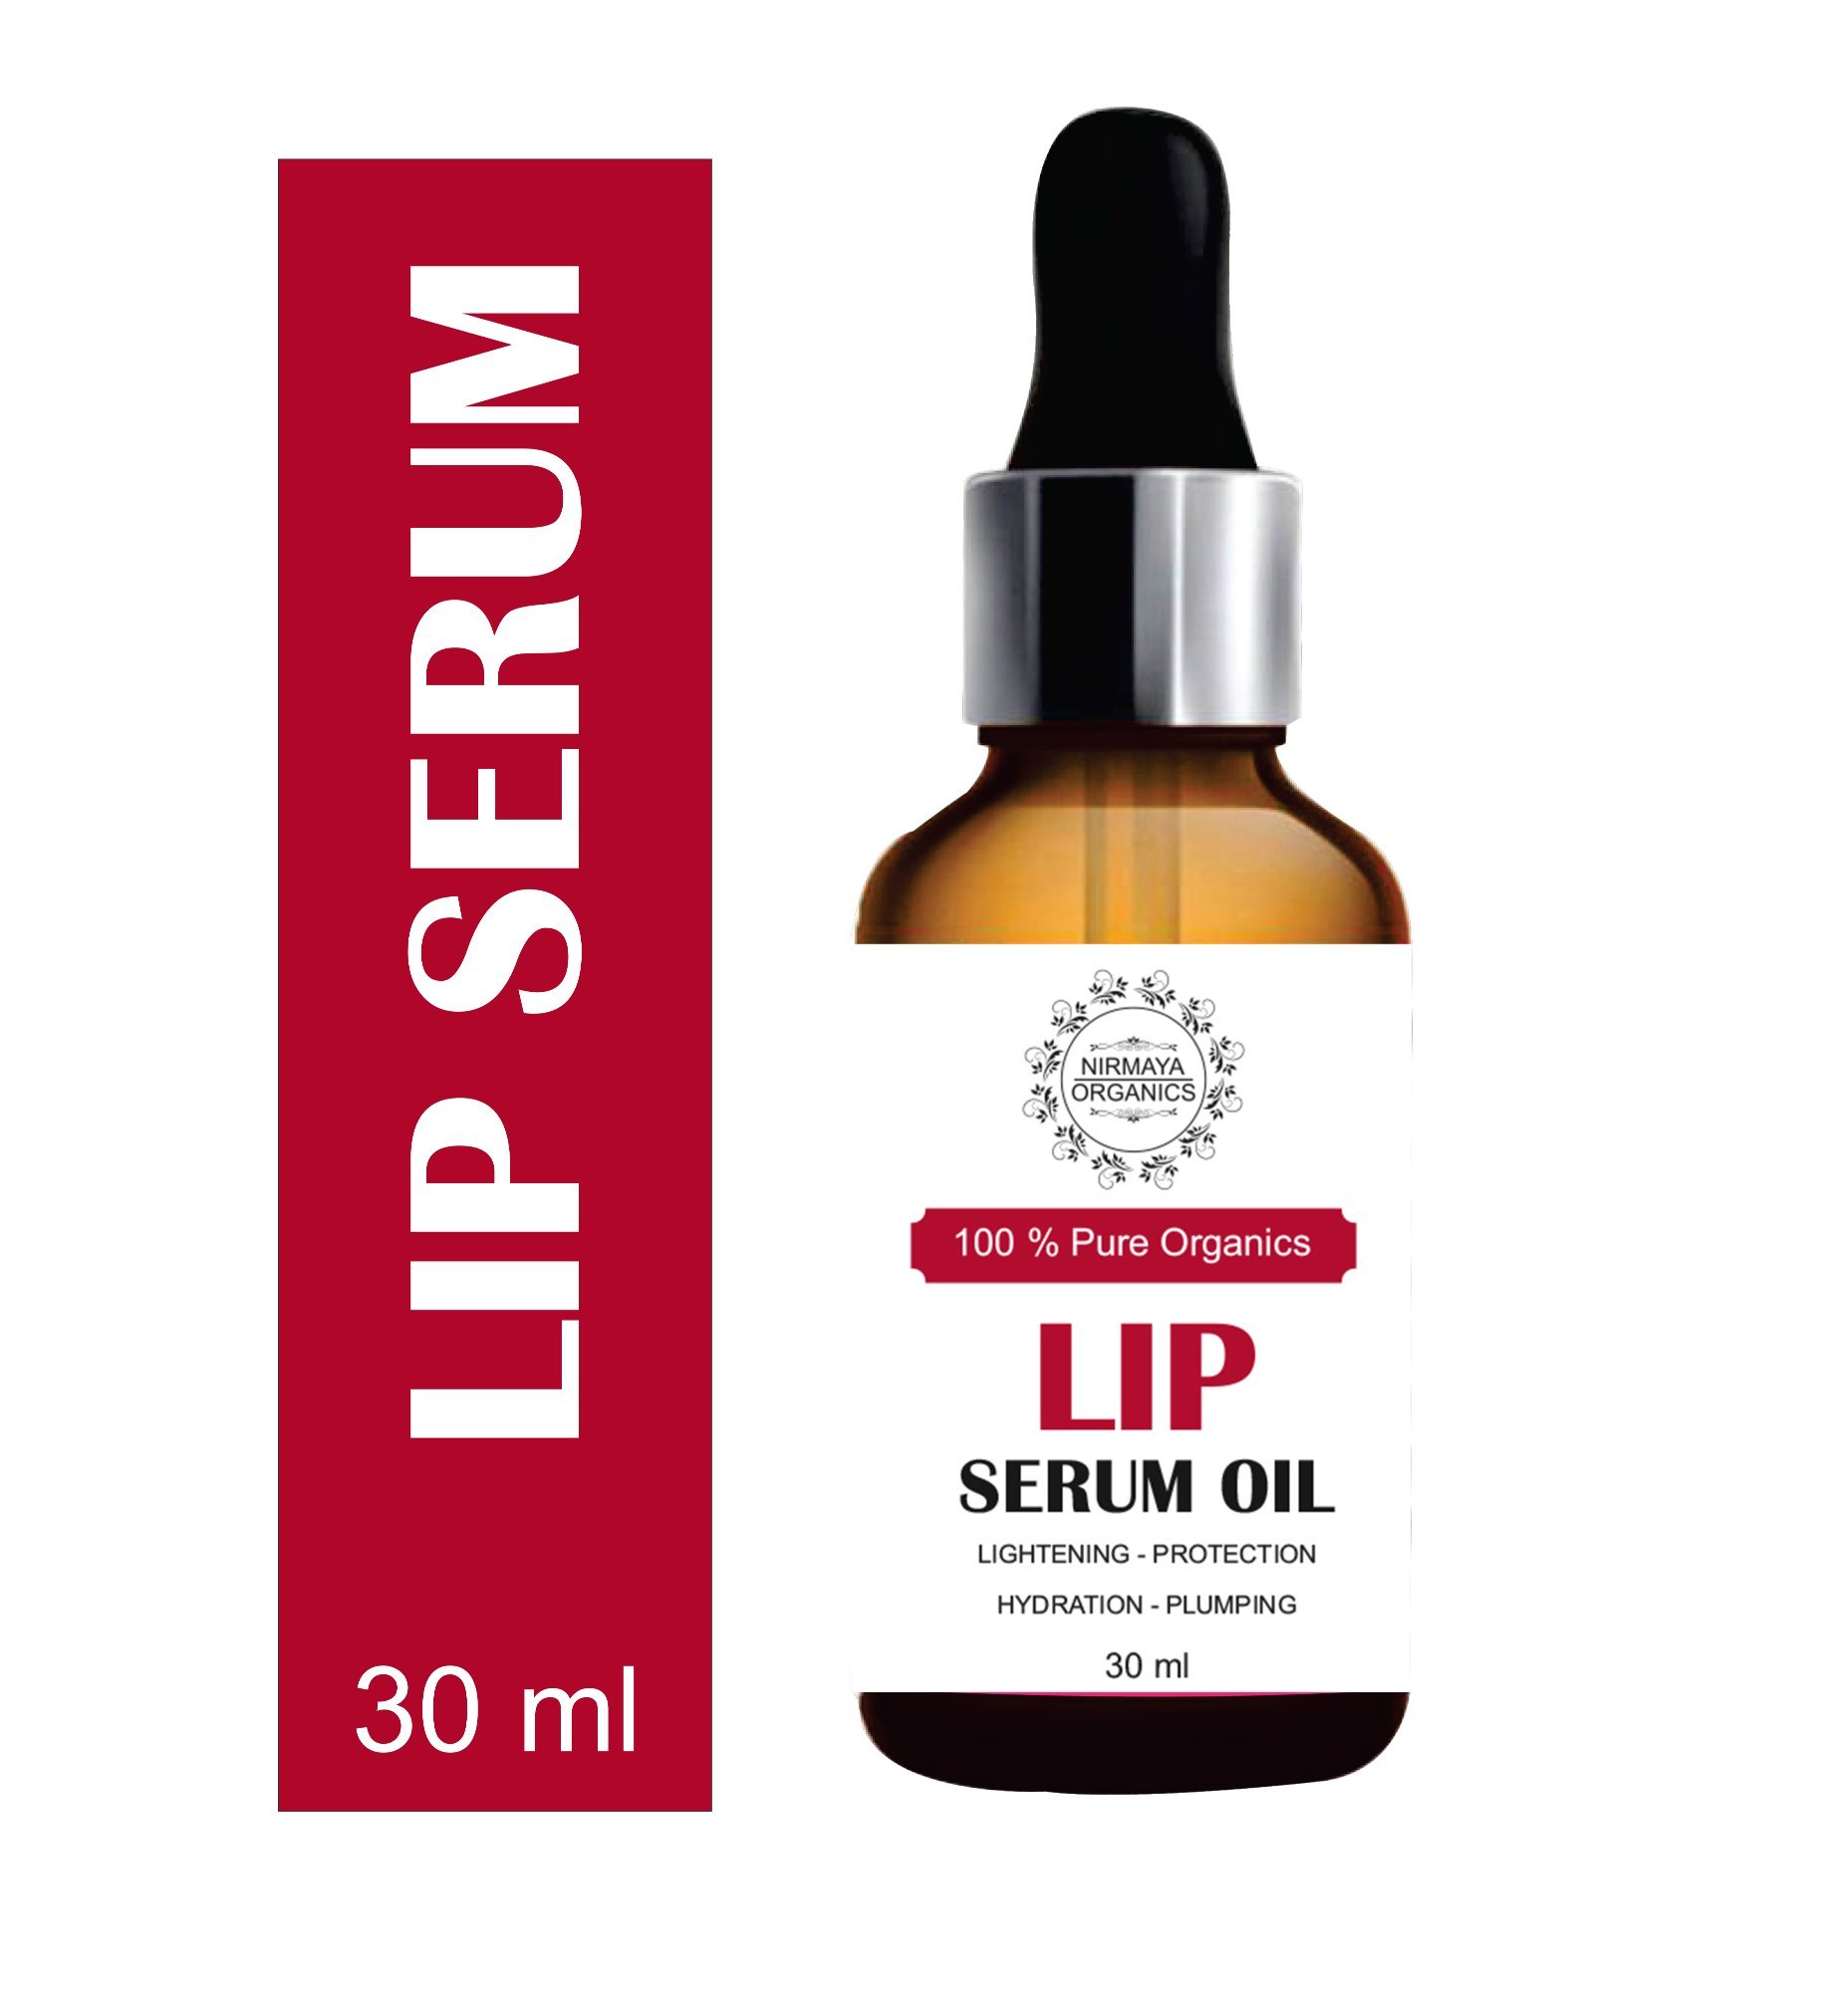 LIP SERUM
30 ml
NIRMAYA
ORGANICS
100 % Pure Organics
LIP
SERUM OIL
LIGHTENING - PROTECTION
HYDRATION - PLUMPING
30 ml